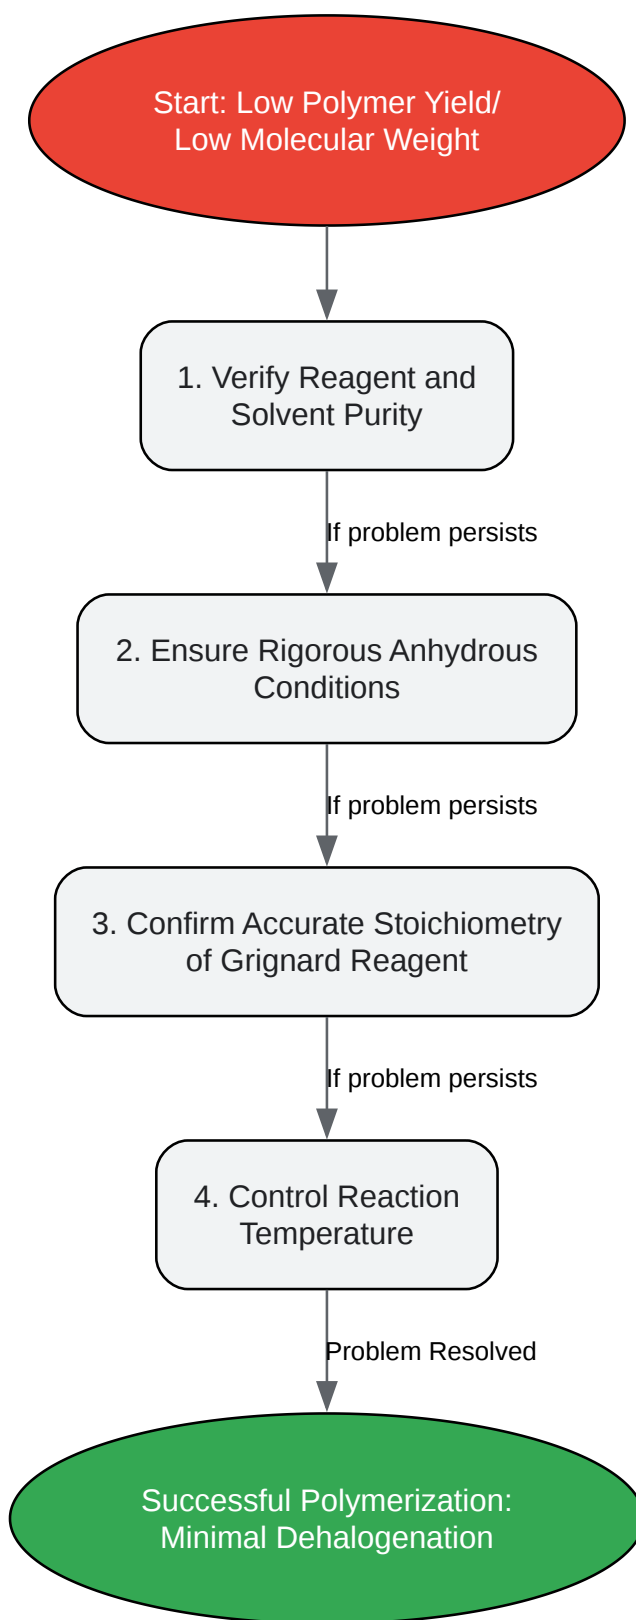 Start: Low Polymer Yield/
Low Molecular Weight
1. Verify Reagent and
Solvent Purity
If problem persists
2. Ensure Rigorous Anhydrous
Conditions
If problem persists
3. Confirm Accurate Stoichiometry
of Grignard Reagent
If problem persists
4. Control Reaction
Temperature
Problem Resolved
Successful Polymerization:
Minimal Dehalogenation